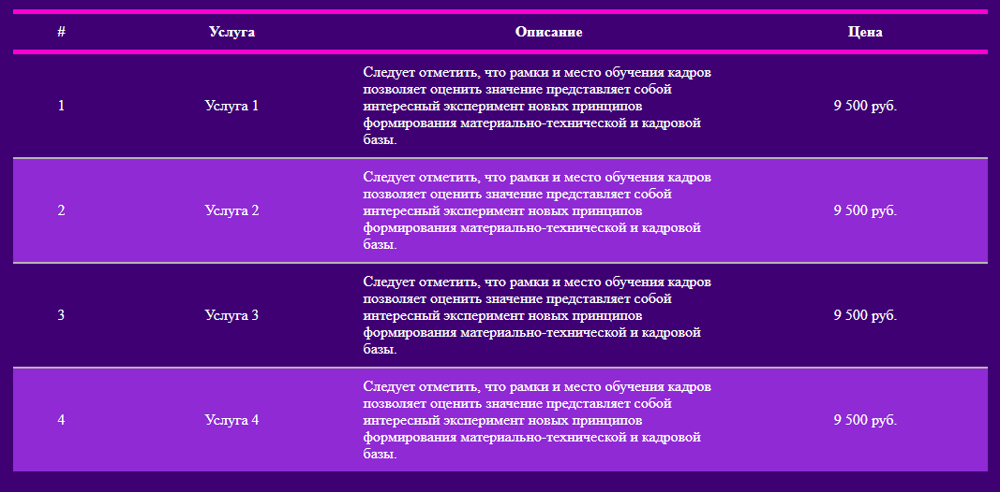 # Услуга Описание Цена
Следует отметить, что рамки и место обучения кадров
позволяет оценить значение представляет собой
1 Услуга 1 интересный эксперимент новых принципов 9 500 руб.
формирования материально-технической и кадровой
базы.
Следует отметить, что рамки и место обучения кадров
позволяет оценить значение представляет собой
2 Услуга 2 интересный эксперимент новых принципов 9 500 руб.
формирования материально-технической и кадровой
базы.
Следует отметить, что рамки и место обучения кадров
позволяет оценить значение представляет собой
3 Услуга 3 интересный эксперимент новых принципов 9 500 руб.
формирования материально-технической и кадровой
базы.
Следует отметить, что рамки и место обучения кадров
позволяет оценить значение представляет собой
4 Услуга 4 интересный эксперимент новых принципов 9 500 руб.
формирования материально-технической и кадровой
базы.